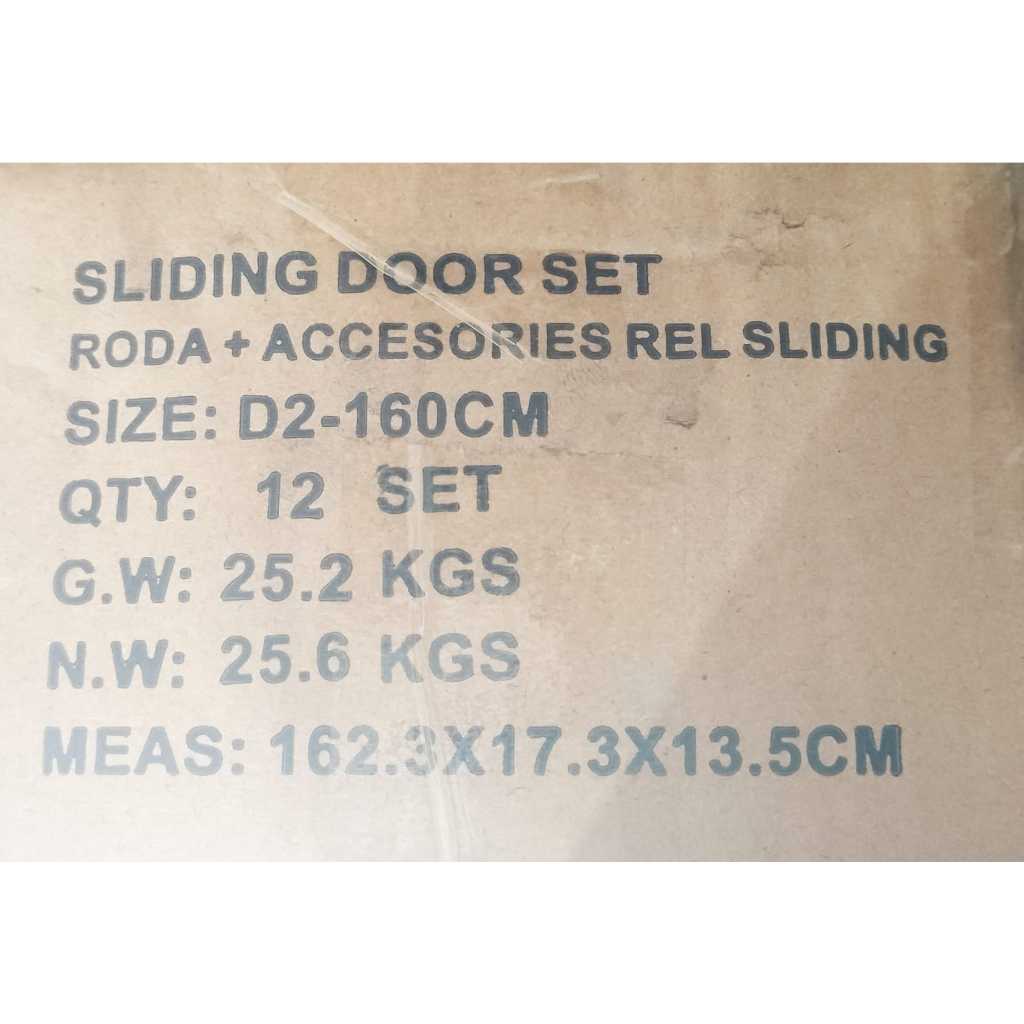 SLIDING DOOR SET
RODA + ACCESORIES REL SLIDING
SIZE: D2-160CM
QTY: 12 SET
G.W: 25.2 KGS
N.W: 25.6 KGS
MEAS: 162.3X17.3X13.5CM